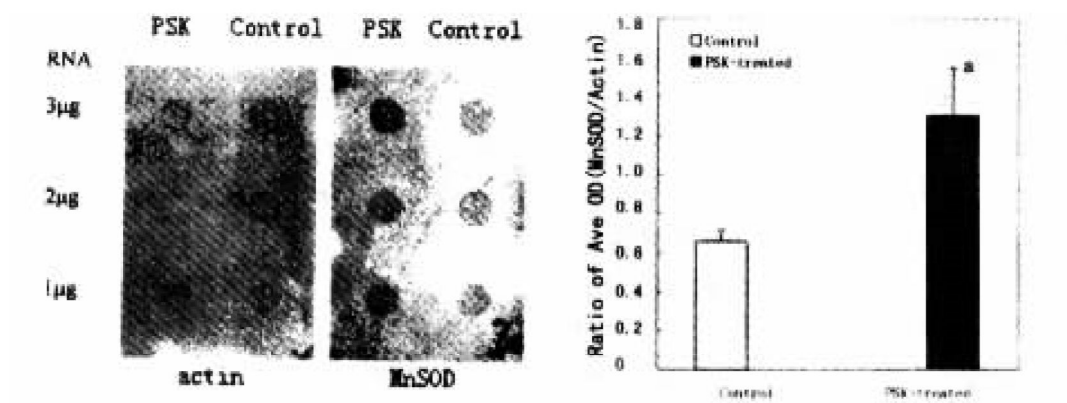 PSK Control PSK Control
RNA
3μg
2μg
1μg
actin MnSOD
Ratio of Ave OD(MnSOD/Actin)
1.8
1.6
1.4
1.2
1.0
0.8
0.6
0.4
0.2
0
Control
PSK-treated
a
Control PSK-treated